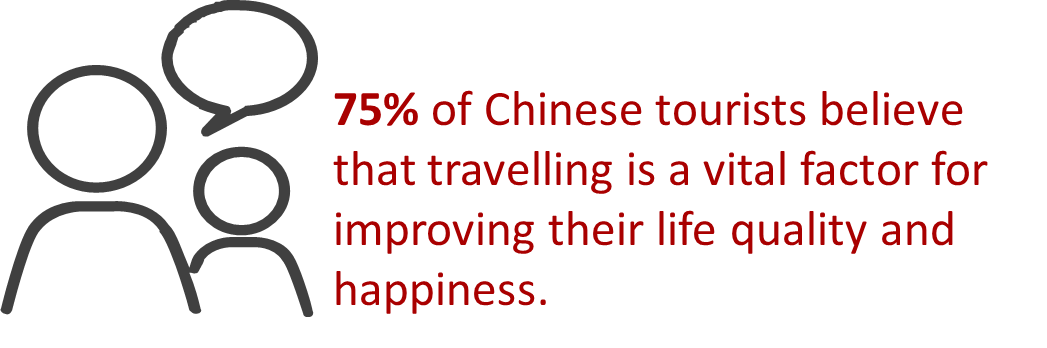 75% of Chinese tourists believe
that travelling is a vital factor for
improving their life quality and
happiness.